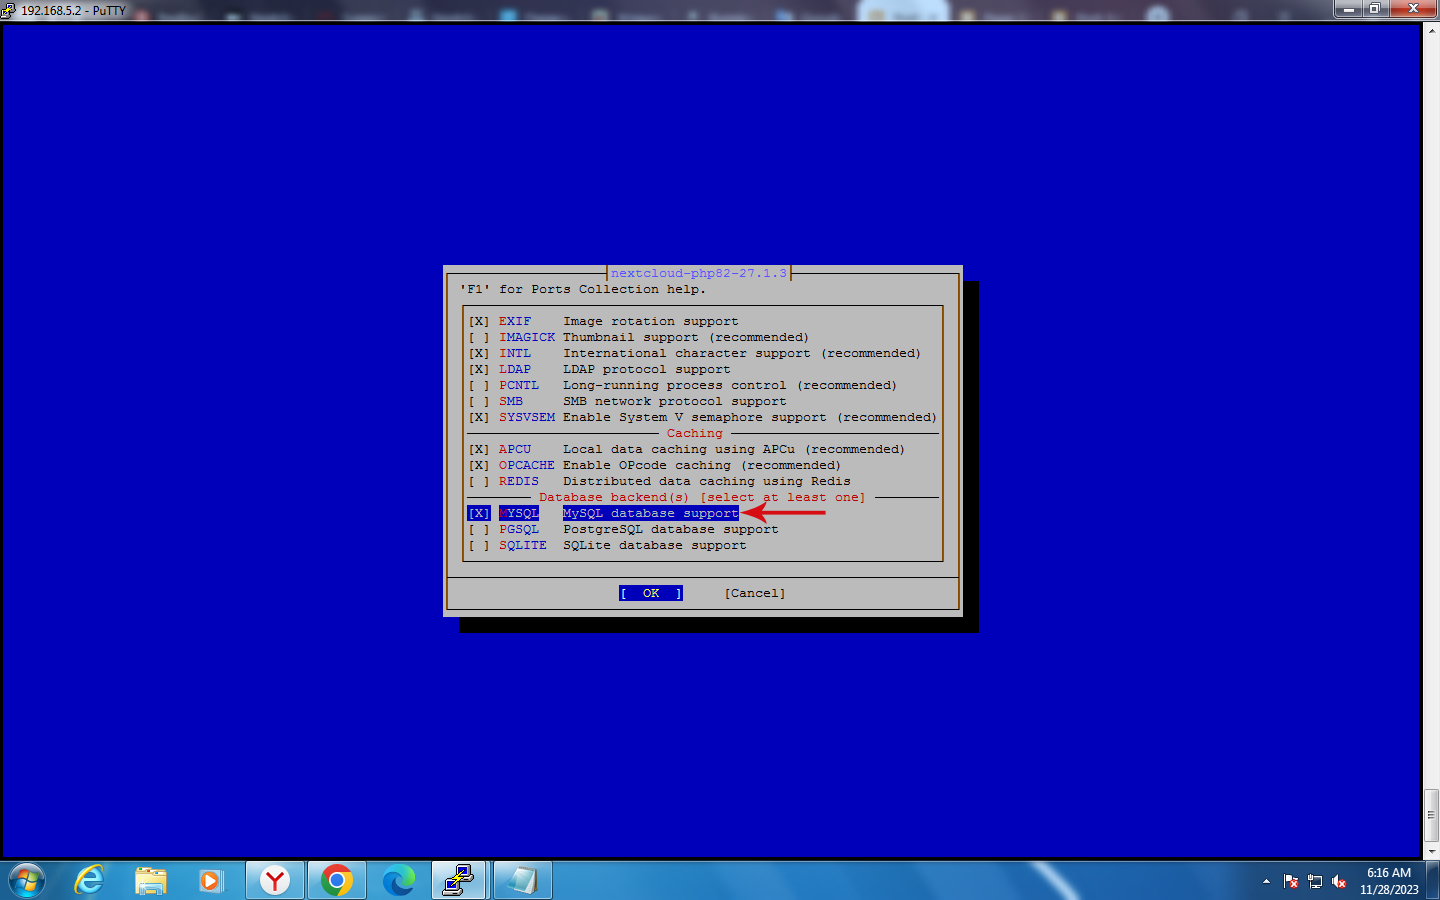 192.168.5.2 - PuTTY
nextcloud-php82-27.1.3
'F1' for Ports Collection help.
[X] EXIF Image rotation support
[ ] IMAGICK Thumbnail support (recommended)
[X] INTL International character support (recommended)
[X] LDAP LDAP protocol support
[ ] PCNTL Long-running process control (recommended)
[ ] SMB SMB network protocol support
[X] SYSVSEM Enable System V semaphore support (recommended)
Caching
[X] APCU Local data caching using APCu (recommended)
[X] OPCACHE Enable OPcode caching (recommended)
[ ] REDIS Distributed data caching using Redis
Database backend(s) [select at least one]
[X] MYSQL MySQL database support
[ ] PGSQL PostgreSQL database support
[ ] SQLITE SQLite database support
[ OK ] [Cancel]
6:16 AM
11/28/2023